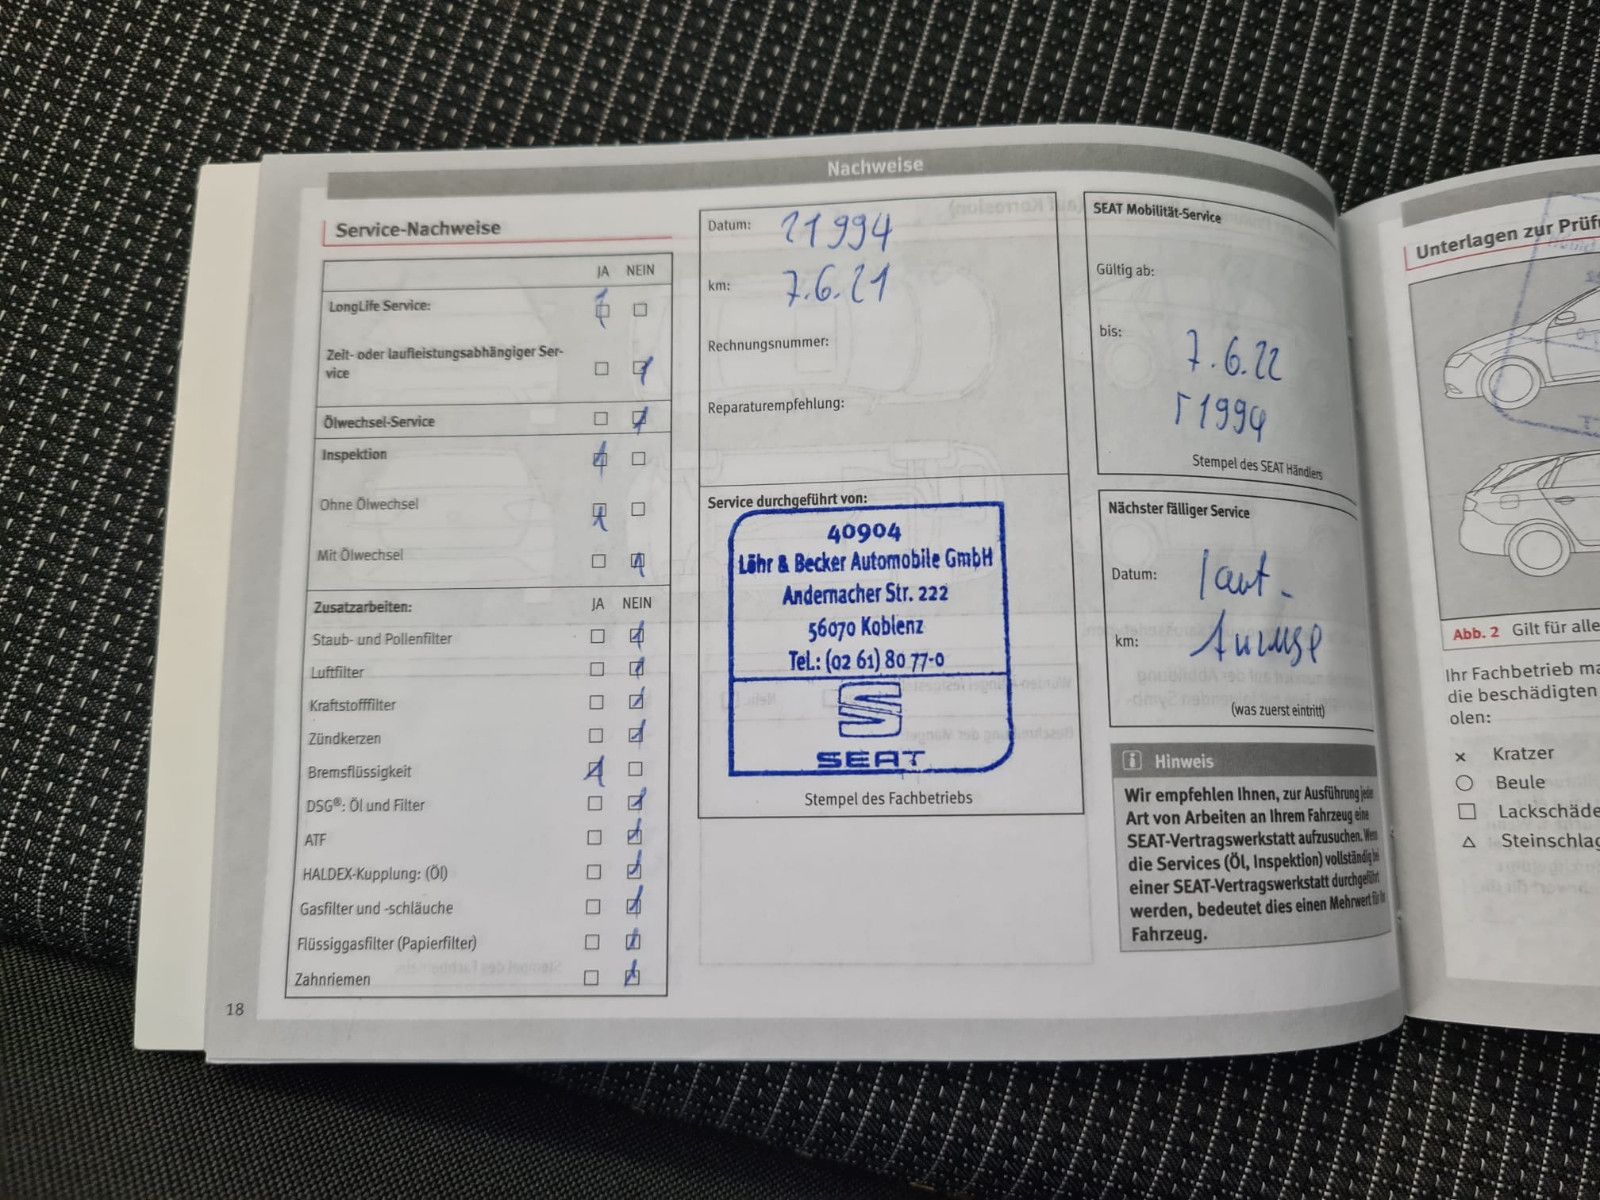 Nachweise
Service-Nachweise
JA NEIN
LongLife Service:
Zeit- oder laufleistungsabhängiger Ser-
vice
Ölwechsel-Service
Inspektion
Ohne Ölwechsel
Mit Ölwechsel
Zusatzarbeiten: JA NEIN
Staub- und Pollenfilter
Luftfilter
Kraftstofffilter
Zündkerzen
Bremsflüssigkeit
DSG®: Öl und Filter
ATF
HALDEX-Kupplung: (Öl)
Gasfilter und -schläuche
Flüssiggasfilter (Papierfilter)
Zahnriemen
18
Datum: 21994
km: 7.6.21
Rechnungsnummer:
Reparaturempfehlung:
Service durchgeführt von:
40904
Löhr & Becker Automobile GmbH
Andernacher Str. 222
56070 Koblenz
Tel.: (02 61) 80 77-0
SEAT
Stempel des Fachbetriebs
SEAT Mobilität-Service
Gültig ab:
bis:
7.6.22
1994
Stempel des SEAT Händlers
Nächster fälliger Service
Datum: laut
km:
(was zuerst eintritt)
i Hinweis
Wir empfehlen Ihnen, zur Ausführung jeder
Art von Arbeiten an Ihrem Fahrzeug eine
SEAT-Vertragswerkstatt aufzusuchen. Wenn
die Services (Öl, Inspektion) vollständig bei
einer SEAT-Vertragswerkstatt durchgeführt
werden, bedeutet dies einen Mehrwert für Ihr
Fahrzeug.
Unterlagen zur Prüf
Abb. 2 Gilt für alle
Ihr Fachbetrieb ma
die beschädigten
olen:
× Kratzer
○ Beule
□ Lackschäde
△ Steinschlag